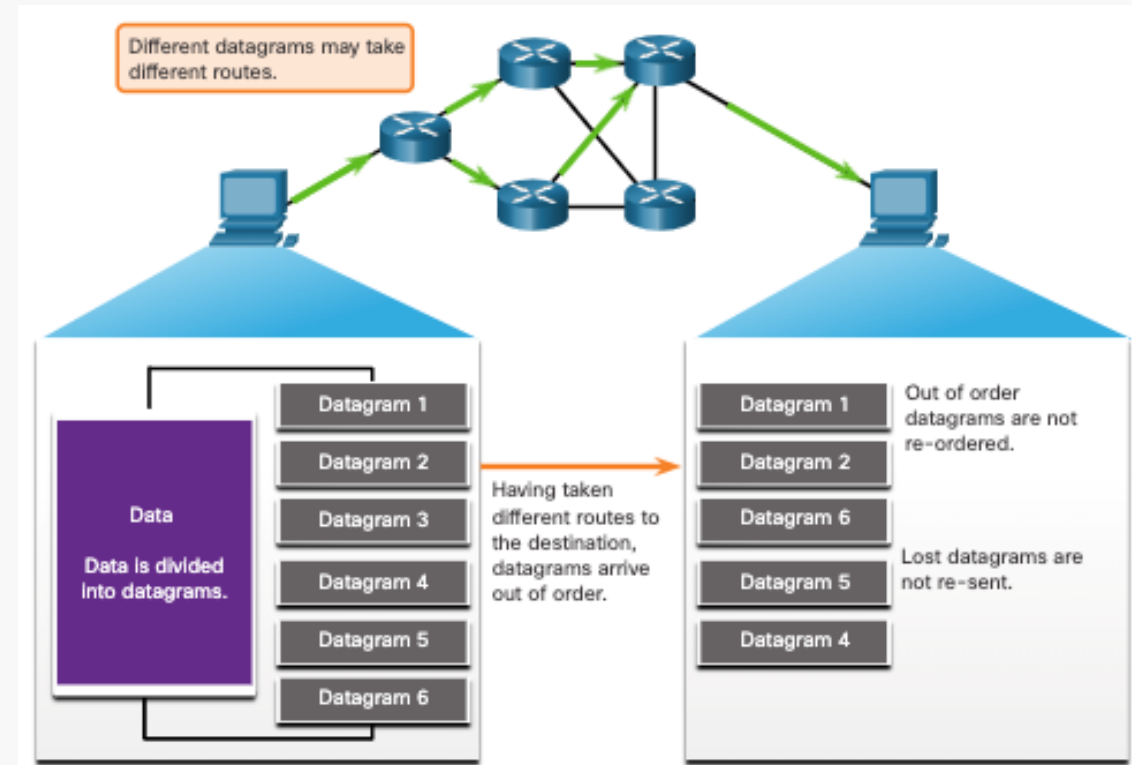 Different datagrams may take
different routes.
Data
Data is divided
into datagrams.
Datagram 1
Datagram 2
Datagram 3
Datagram 4
Datagram 5
Datagram 6
Having taken
different routes to
the destination,
datagrams arrive
out of order.
Datagram 1
Datagram 2
Datagram 6
Datagram 5
Datagram 4
Out of order
datagrams are not
re-ordered.
Lost datagrams are
not re-sent.